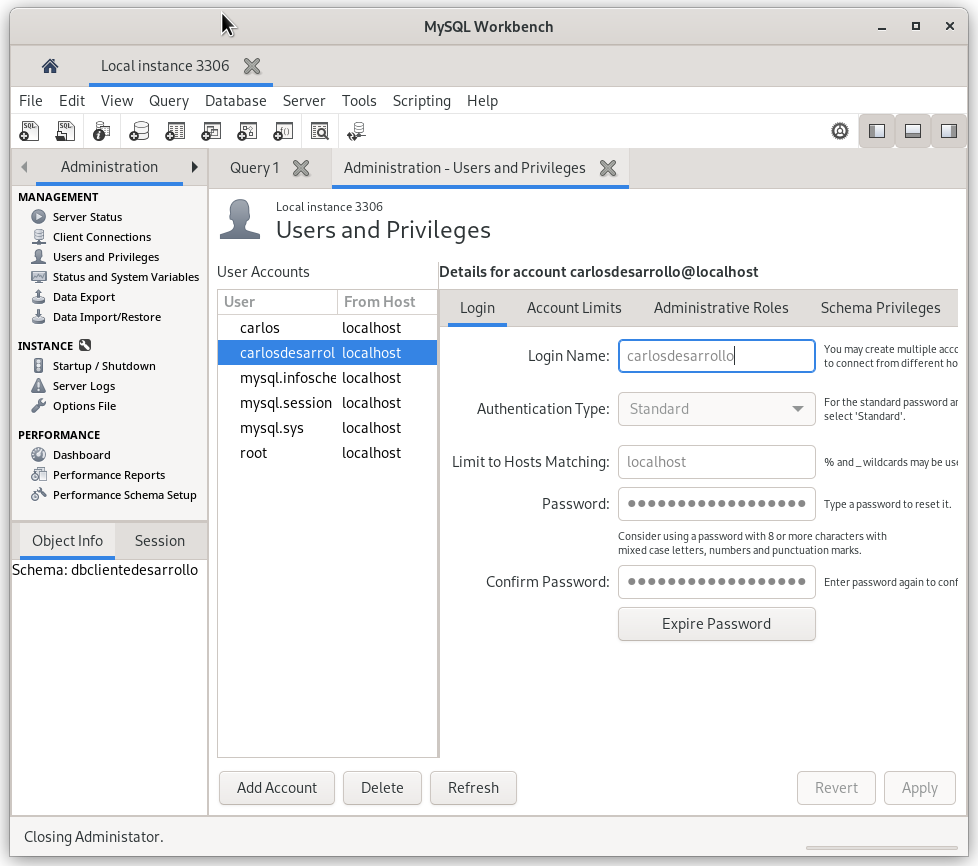 MySQL Workbench
Local instance 3306
File Edit View Query Database Server Tools Scripting Help
Administration
Query 1
Administration - Users and Privileges
MANAGEMENT
Server Status
Client Connections
Users and Privileges
Status and System Variables
Data Export
Data Import/Restore
INSTANCE
Startup / Shutdown
Server Logs
Options File
PERFORMANCE
Dashboard
Performance Reports
Performance Schema Setup
Object Info Session
Schema: dbclientedesarrollo
Local instance 3306
Users and Privileges
User Accounts
User From Host
carlos localhost
carlosdesarrol localhost
mysql.infosche localhost
mysql.session localhost
mysql.sys localhost
root localhost
Details for account carlosdesarrollo@localhost
Login Account Limits Administrative Roles Schema Privileges
Login Name: carlosdesarrollo
You may create multiple acco
to connect from different ho
Authentication Type: Standard
For the standard password an
select 'Standard'.
Limit to Hosts Matching: localhost
% and _ wildcards may be use
Password:
Type a password to reset it.
Consider using a password with 8 or more characters with
mixed case letters, numbers and punctuation marks.
Confirm Password:
Enter password again to conf
Expire Password
Add Account Delete Refresh Revert Apply
Closing Administator.